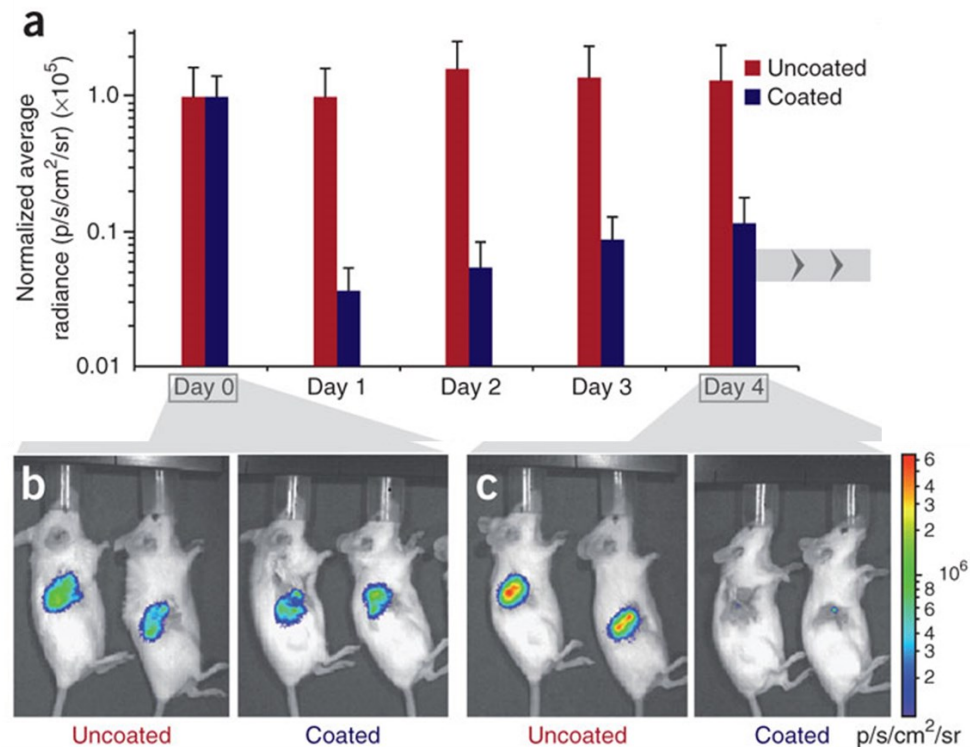 a
Normalized average
radiance (p/s/cm²/sr) (×10⁵)
1.0
0.1
0.01
Uncoated
Coated
Day 0
Day 1
Day 2
Day 3
Day 4
b
c
6
4
3
2
10⁶
8
6
4
3
2
Uncoated
Coated
Uncoated
Coated
p/s/cm²/sr